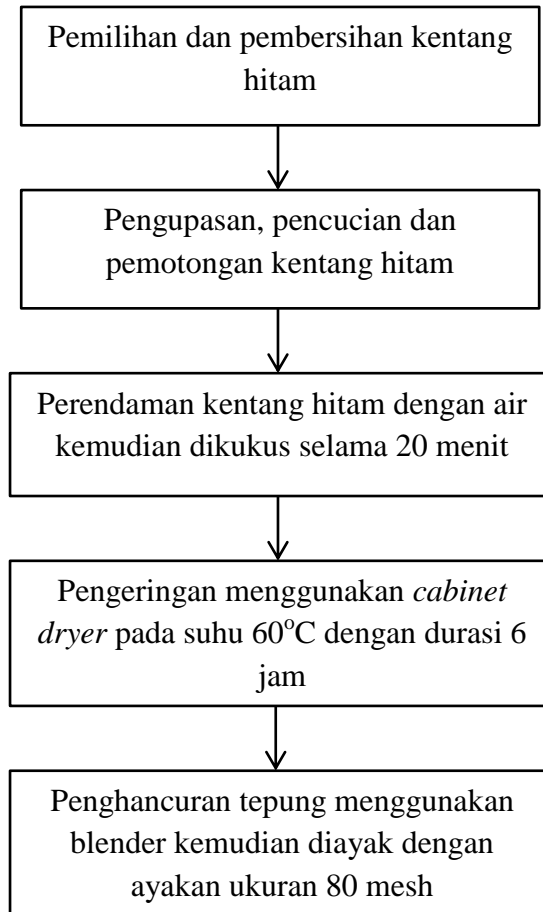 Pemilihan dan pembersihan kentang
hitam
Pengupasan, pencucian dan
pemotongan kentang hitam
Perendaman kentang hitam dengan air
kemudian dikukus selama 20 menit
Pengeringan menggunakan cabinet
dryer pada suhu 60°C dengan durasi 6
jam
Penghancuran tepung menggunakan
blender kemudian diayak dengan
ayakan ukuran 80 mesh